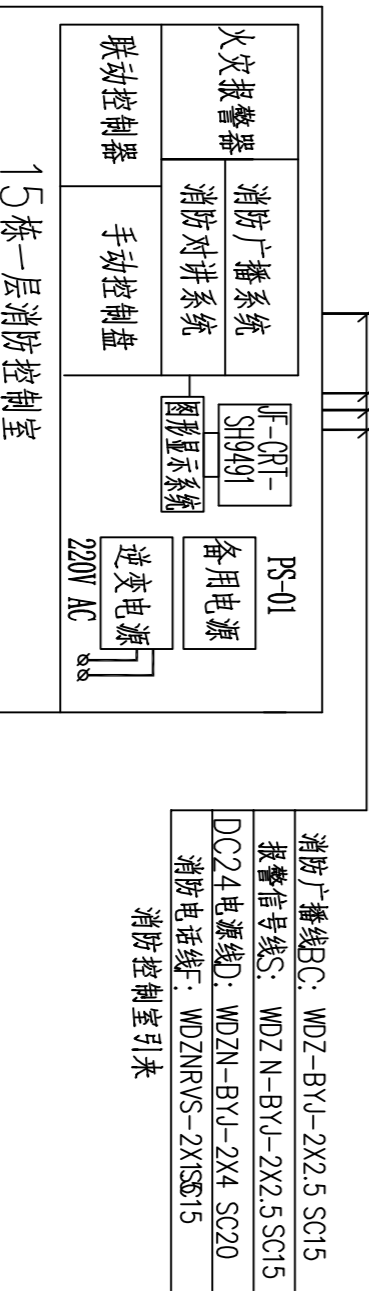 火灾报警器
联动控制器
消防广播系统
消防对讲系统
手动控制盘
JF-CRT-
SH9491
图形显示系统
PS-01
备用电源
逆变电源
220V AC
15栋一层消防控制室
消防广播线BC: WDZ-BYJ-2X2.5 SC15
报警信号线S: WDZN-BYJ-2X2.5 SC15
DC24电源线D: WDZN-BYJ-2X4 SC20
消防电话线F: WDZNRVS-2X1.5SC15
消防控制室引来